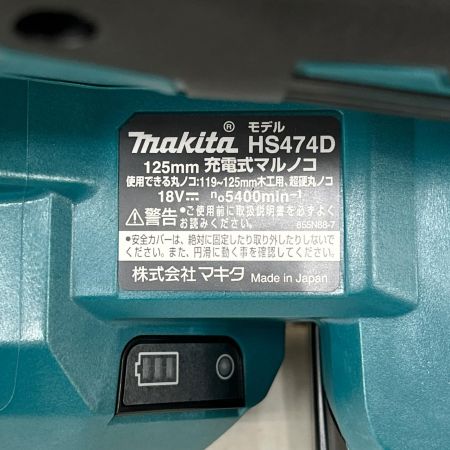 makita® モデル HS474D
125mm 充電式マルノコ
使用できる丸ノコ:119~125mm木工用、超硬丸ノコ
18V⎓ n₀5400min⁻¹
⚠警告 ●ご使用前に取扱説明書を必ずよく
お読みください。
855N88-7
●安全カバーは、絶対に固定したり取り外したりしないで
ください。また、円滑に動く事を確認してください。
株式会社マキタ Made in Japan